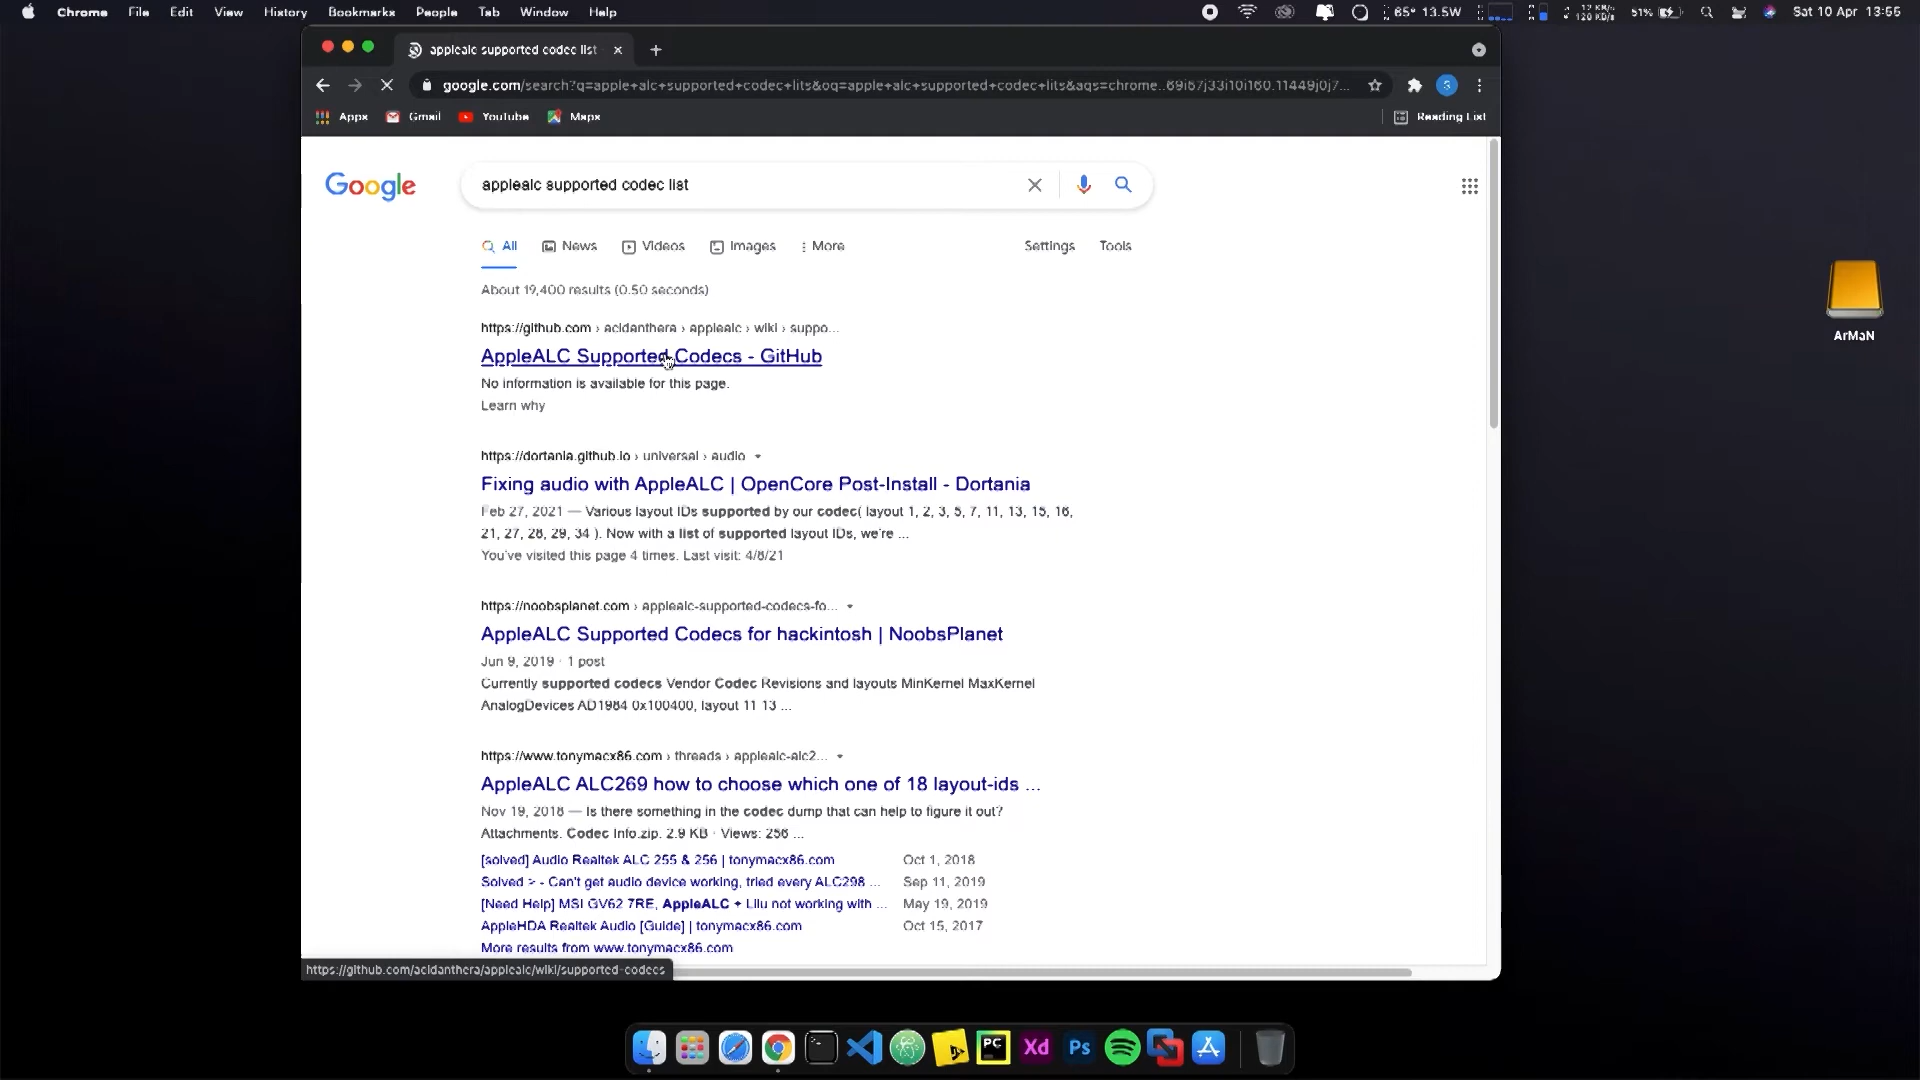 Chrome File Edit View History Bookmarks People Tab Window Help
65° 13.5W 51% Sat 10 Apr 13:55
applealc supported codec list
google.com/search?q=apple+alc+supported+codec+lits&oq=apple+alc+supported+codec+lits&aqs=chrome..69i57j33i10i160.11449j0j7...
Apps Gmail YouTube Maps Reading List
Google
applealc supported codec list
All News Videos Images More Settings Tools
About 19,400 results (0.50 seconds)
https://github.com › acidanthera › applealc › wiki › suppo...
AppleALC Supported Codecs - GitHub
No information is available for this page.
Learn why
https://dortania.github.io › universal › audio
Fixing audio with AppleALC | OpenCore Post-Install - Dortania
Feb 27, 2021 — Various layout IDs supported by our codec( layout 1, 2, 3, 5, 7, 11, 13, 15, 16,
21, 27, 28, 29, 34 ). Now with a list of supported layout IDs, we're ...
You've visited this page 4 times. Last visit: 4/8/21
https://noobsplanet.com › applealc-supported-codecs-fo...
AppleALC Supported Codecs for hackintosh | NoobsPlanet
Jun 9, 2019 · 1 post
Currently supported codecs Vendor Codec Revisions and layouts MinKernel MaxKernel
AnalogDevices AD1984 0x100400, layout 11 13 ...
https://www.tonymacx86.com › threads › applealc-alc2...
AppleALC ALC269 how to choose which one of 18 layout-ids ...
Nov 19, 2018 — Is there something in the codec dump that can help to figure it out?
Attachments. Codec Info.zip. 2.9 KB · Views: 256 ...
[solved] Audio Realtek ALC 255 & 256 | tonymacx86.com Oct 1, 2018
Solved > - Can't get audio device working, tried every ALC298 ... Sep 11, 2019
[Need Help] MSI GV62 7RE, AppleALC + Lilu not working with ... May 19, 2019
AppleHDA Realtek Audio [Guide] | tonymacx86.com Oct 15, 2017
More results from www.tonymacx86.com
https://github.com/acidanthera/applealc/wiki/supported-codecs
ArMaN
PC Xd Ps